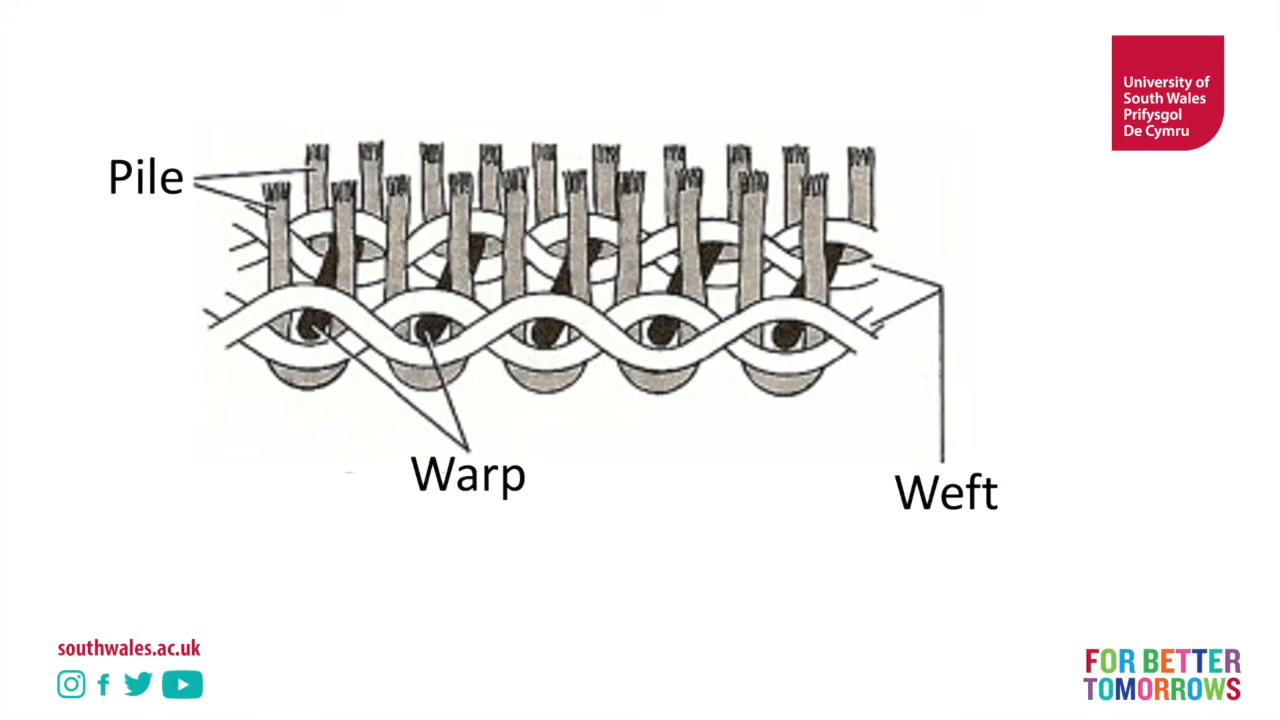 University of
South Wales
Prifysgol
De Cymru
Pile
Warp
Weft
southwales.ac.uk
FOR BETTER
TOMORROWS